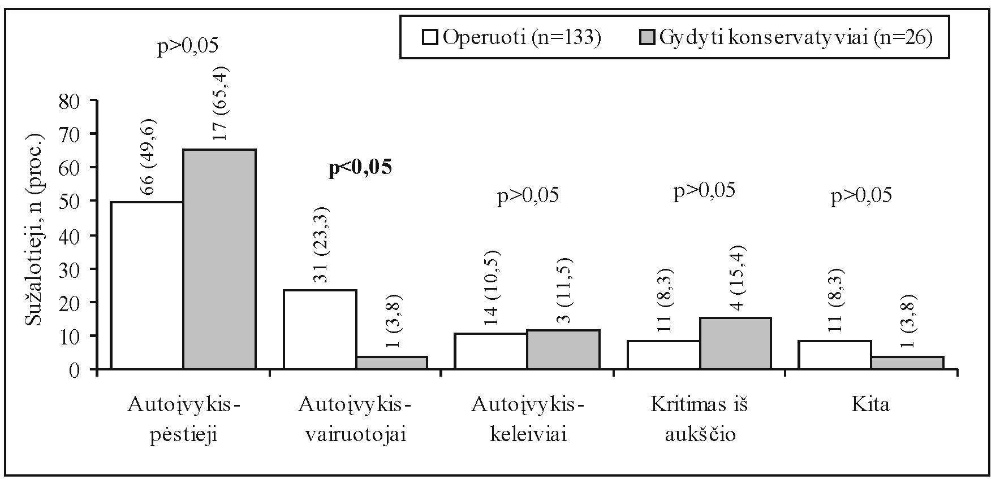 Operuoti (n=133)
Gydyti konservatyviai (n=26)
Sužalotieji, n (proc.)
80
70
60
50
40
30
20
10
0
p>0,05
66 (49,6)
17 (65,4)
p<0,05
31 (23,3)
1 (3,8)
p>0,05
14 (10,5)
3 (11,5)
p>0,05
11 (8,3)
4 (15,4)
p>0,05
11 (8,3)
1 (3,8)
Autoįvykis-
pėstieji
Autoįvykis-
vairuotojai
Autoįvykis-
keleiviai
Kritimas iš
aukščio
Kita